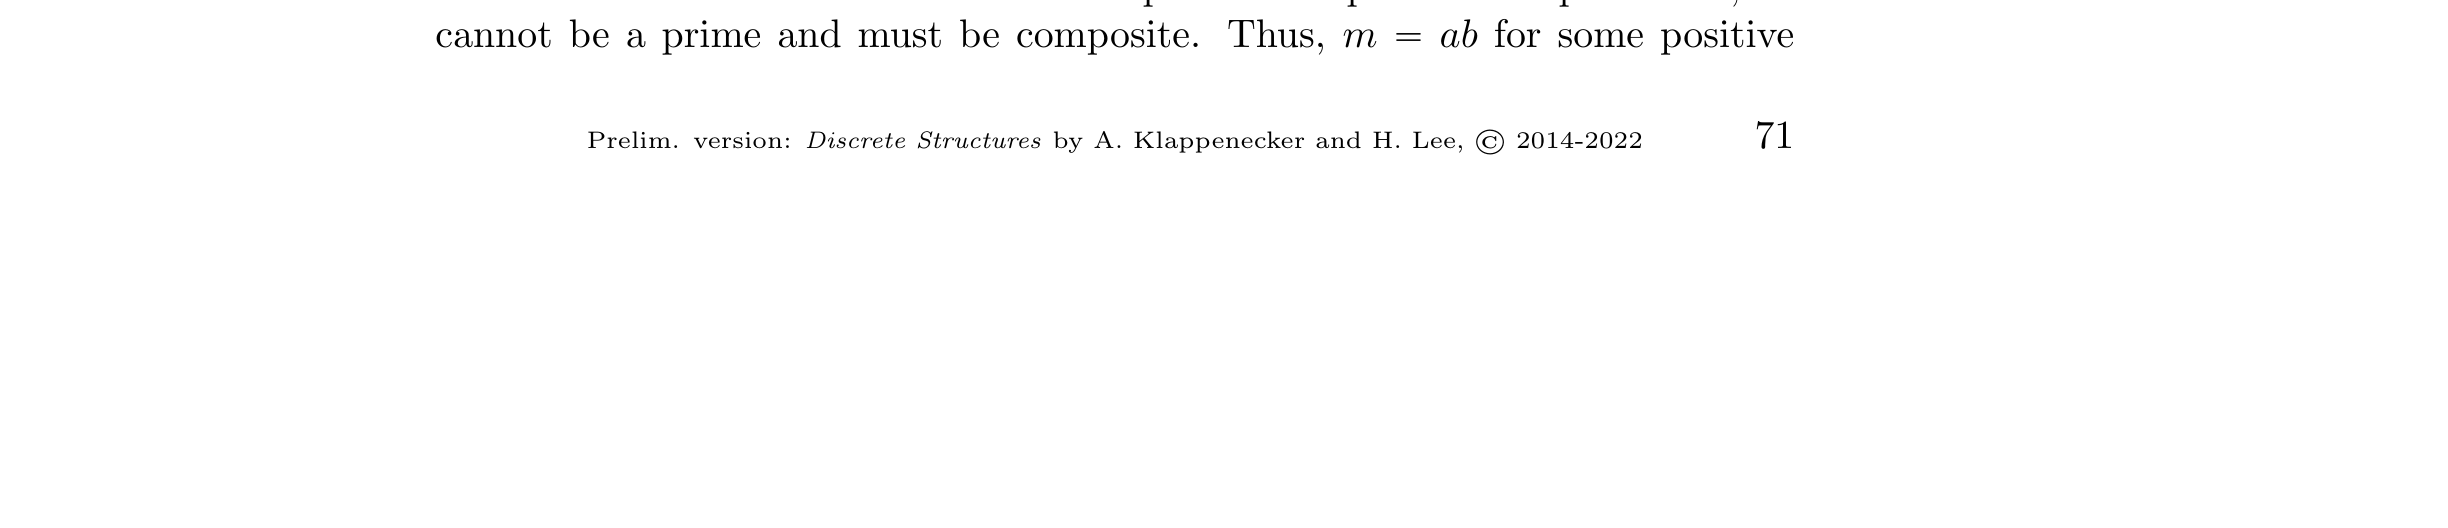 cannot be a prime and must be composite. Thus, m = ab for some positive
Prelim. version: Discrete Structures by A. Klappenecker and H. Lee, © 2014-2022 71